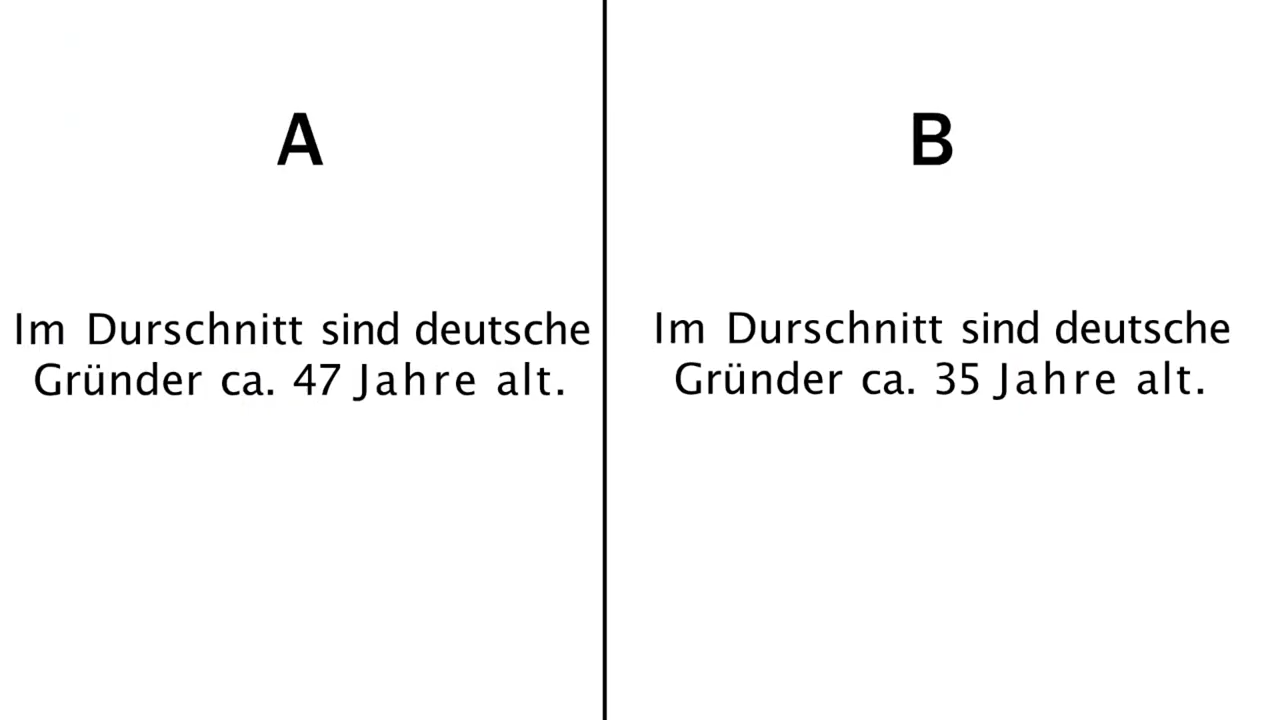 A
Im Durschnitt sind deutsche
Gründer ca. 47 Jahre alt.
B
Im Durschnitt sind deutsche
Gründer ca. 35 Jahre alt.